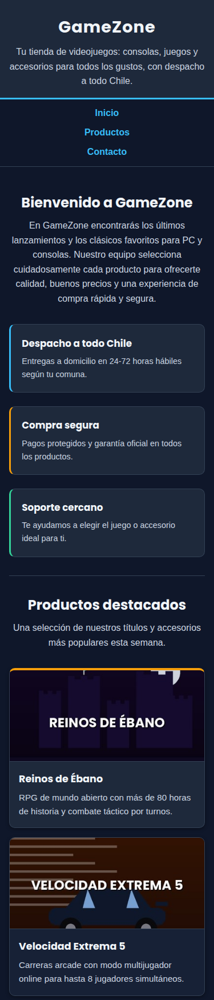 GameZone
Tu tienda de videojuegos: consolas, juegos y
accesorios para todos los gustos, con despacho
a todo Chile.
Inicio
Productos
Contacto
Bienvenido a GameZone
En GameZone encontrarás los últimos
lanzamientos y los clásicos favoritos para PC y
consolas. Nuestro equipo selecciona
cuidadosamente cada producto para ofrecerte
calidad, buenos precios y una experiencia de
compra rápida y segura.
Despacho a todo Chile
Entregas a domicilio en 24-72 horas hábiles
según tu comuna.
Compra segura
Pagos protegidos y garantía oficial en todos
los productos.
Soporte cercano
Te ayudamos a elegir el juego o accesorio
ideal para ti.
Productos destacados
Una selección de nuestros títulos y accesorios
más populares esta semana.
REINOS DE ÉBANO
Reinos de Ébano
RPG de mundo abierto con más de 80 horas
de historia y combate táctico por turnos.
VELOCIDAD EXTREMA 5
Velocidad Extrema 5
Carreras arcade con modo multijugador
online para hasta 8 jugadores simultáneos.